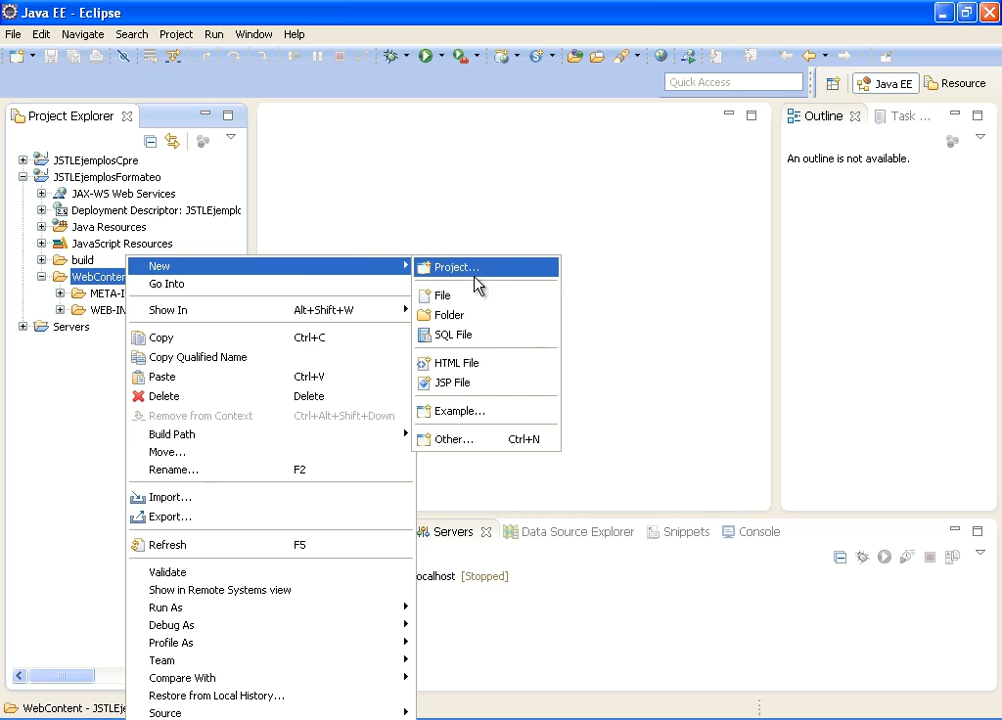 Java EE - Eclipse
File Edit Navigate Search Project Run Window Help
Quick Access
Java EE
Resource
Project Explorer
JSTLEjemplosCpre
JSTLEjemplosFormateo
JAX-WS Web Services
Deployment Descriptor: JSTLEjemplo
Java Resources
JavaScript Resources
build
WebConten
META-I
WEB-IN
Servers
New
Go Into
Show In Alt+Shift+W
Copy Ctrl+C
Copy Qualified Name
Paste Ctrl+V
Delete Delete
Remove from Context Ctrl+Alt+Shift+Down
Build Path
Move...
Rename... F2
Import...
Export...
Refresh F5
Validate
Show in Remote Systems view
Run As
Debug As
Profile As
Team
Compare With
Restore from Local History...
Source
Project...
File
Folder
SQL File
HTML File
JSP File
Example...
Other... Ctrl+N
Outline
Task ...
An outline is not available.
Servers
Data Source Explorer
Snippets
Console
ocalhost [Stopped]
WebContent - JSTLEje